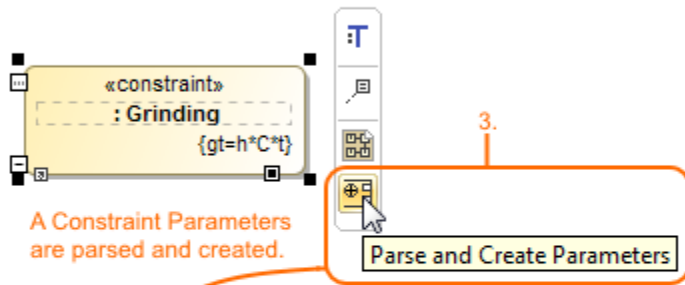 :T
«constraint»
: Grinding
{gt=h*C*t}
3.
A Constraint Parameters
are parsed and created.
Parse and Create Parameters